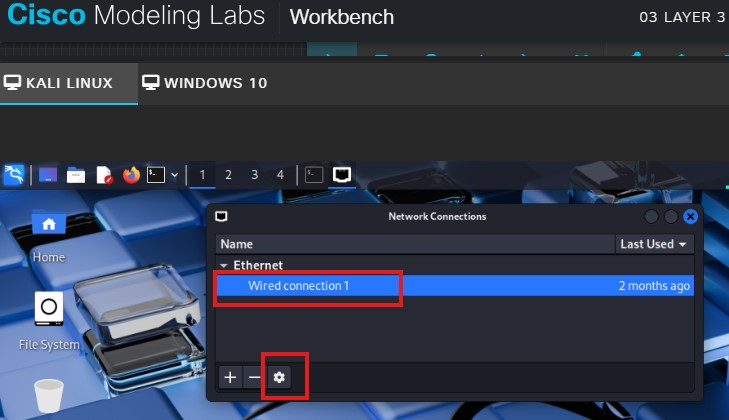 Cisco Modeling Labs Workbench 03 LAYER 3
KALI LINUX WINDOWS 10
1 2 3 4
Network Connections
Name Last Used
Ethernet
Wired connection 1 2 months ago
Home
File System